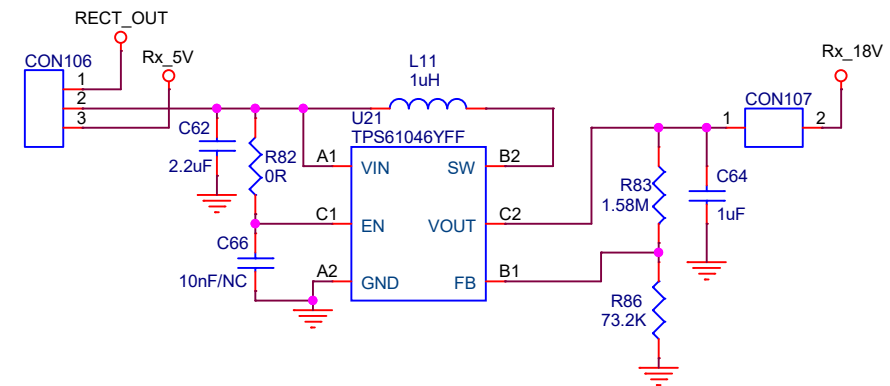 RECT_OUT
Rx_5V
Rx_18V
CON106
1
2
3
L11
1uH
CON107
1
2
U21
TPS61046YFF
C62
2.2uF
R82
0R
A1
VIN
SW
B2
R83
1.58M
C64
1uF
C1
EN
VOUT
C2
C66
10nF/NC
A2
GND
FB
B1
R86
73.2K